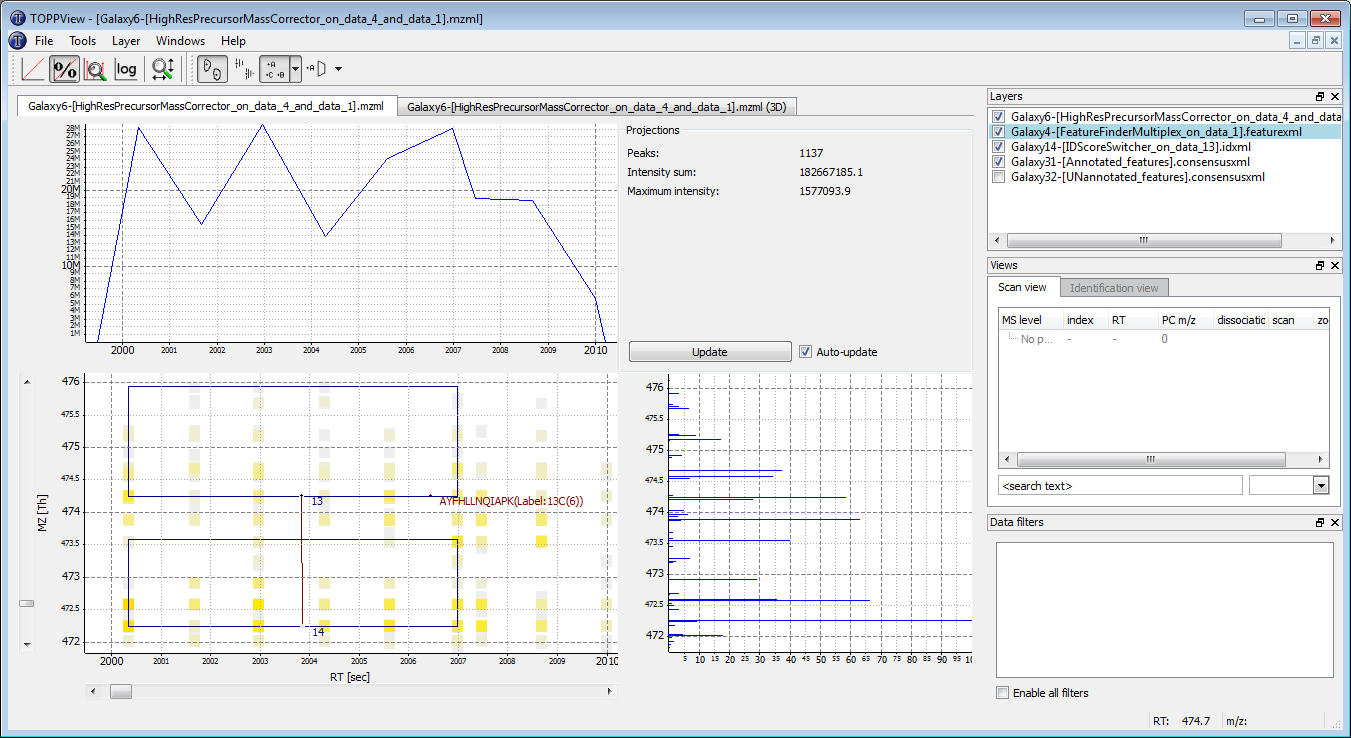 TOPPView - [Galaxy6-[HighResPrecursorMassCorrector_on_data_4_and_data_1].mzml]
File Tools Layer Windows Help
% log A C B A
Galaxy6-[HighResPrecursorMassCorrector_on_data_4_and_data_1].mzml
Galaxy6-[HighResPrecursorMassCorrector_on_data_4_and_data_1].mzml (3D)
28M
27M
26M
25M
24M
23M
22M
21M
20M
19M
18M
17M
16M
15M
14M
13M
12M
11M
10M
9M
8M
7M
6M
5M
4M
3M
2M
1M
2000 2001 2002 2003 2004 2005 2006 2007 2008 2009 2010
Projections
Peaks: 1137
Intensity sum: 182667185.1
Maximum intensity: 1577093.9
Update Auto-update
476
475.5
475
474.5
474
473.5
473
472.5
472
MZ [Th]
13
AYFHLLNQIAPK(Label:13C(6))
14
2000 2001 2002 2003 2004 2005 2006 2007 2008 2009 2010
RT [sec]
476
475.5
475
474.5
474
473.5
473
472.5
472
5 10 15 20 25 30 35 40 45 50 55 60 65 70 75 80 85 90 95 10
Layers
Galaxy6-[HighResPrecursorMassCorrector_on_data_4_and_data
Galaxy4-[FeatureFinderMultiplex_on_data_1].featurexml
Galaxy14-[IDScoreSwitcher_on_data_13].idxml
Galaxy31-[Annotated_features].consensusxml
Galaxy32-[UNannotated_features].consensusxml
Views
Scan view Identification view
MS level index RT PC m/z dissociatic scan zo
No p... - - 0
<search text>
Data filters
Enable all filters
RT: 474.7 m/z: